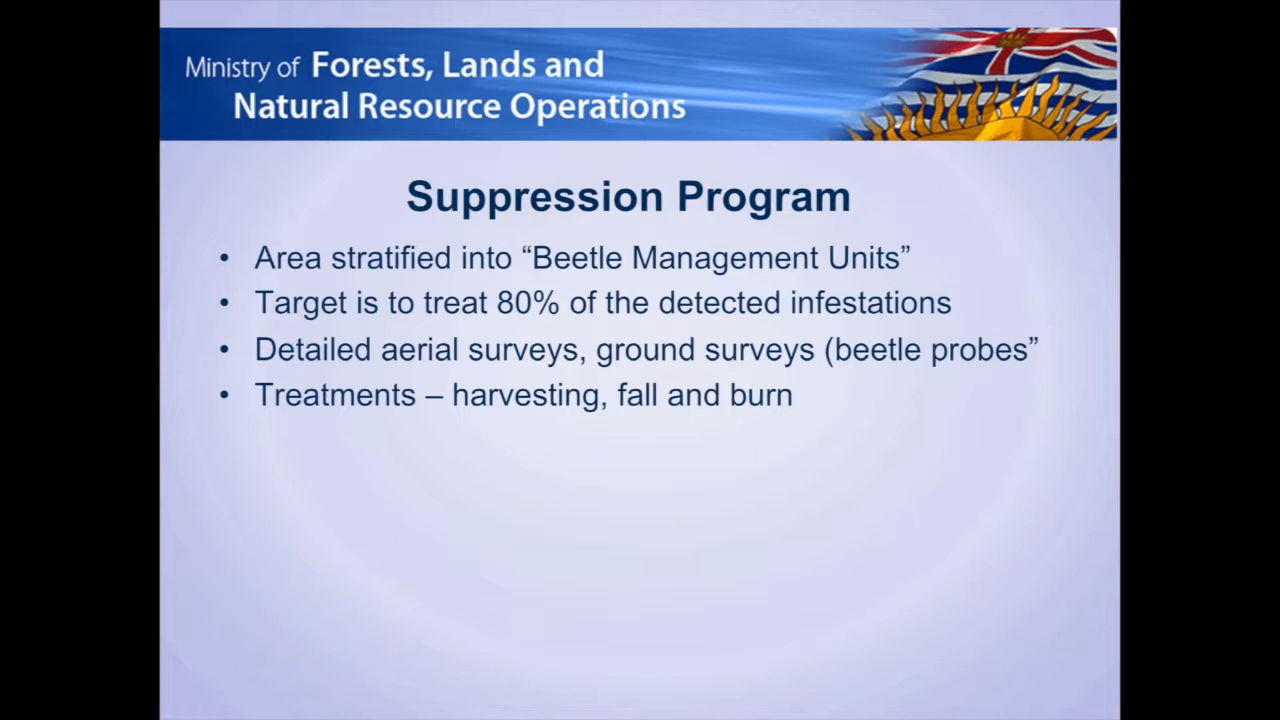 Ministry of Forests, Lands and
Natural Resource Operations
Suppression Program
• Area stratified into “Beetle Management Units”
• Target is to treat 80% of the detected infestations
• Detailed aerial surveys, ground surveys (beetle probes”
• Treatments – harvesting, fall and burn